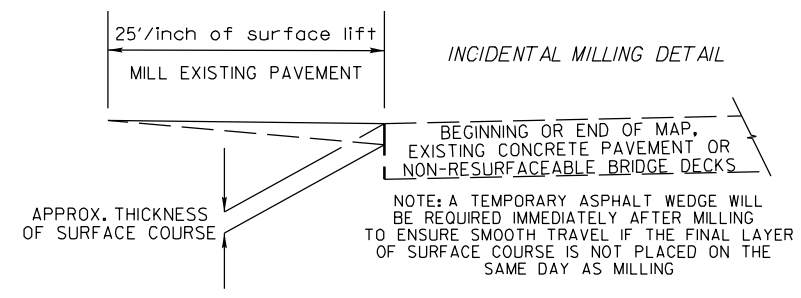 25'/inch of surface lift
MILL EXISTING PAVEMENT
INCIDENTAL MILLING DETAIL
BEGINNING OR END OF MAP,
EXISTING CONCRETE PAVEMENT OR
NON-RESURFACEABLE BRIDGE DECKS
APPROX. THICKNESS
OF SURFACE COURSE
NOTE: A TEMPORARY ASPHALT WEDGE WILL
BE REQUIRED IMMEDIATELY AFTER MILLING
TO ENSURE SMOOTH TRAVEL IF THE FINAL LAYER
OF SURFACE COURSE IS NOT PLACED ON THE
SAME DAY AS MILLING